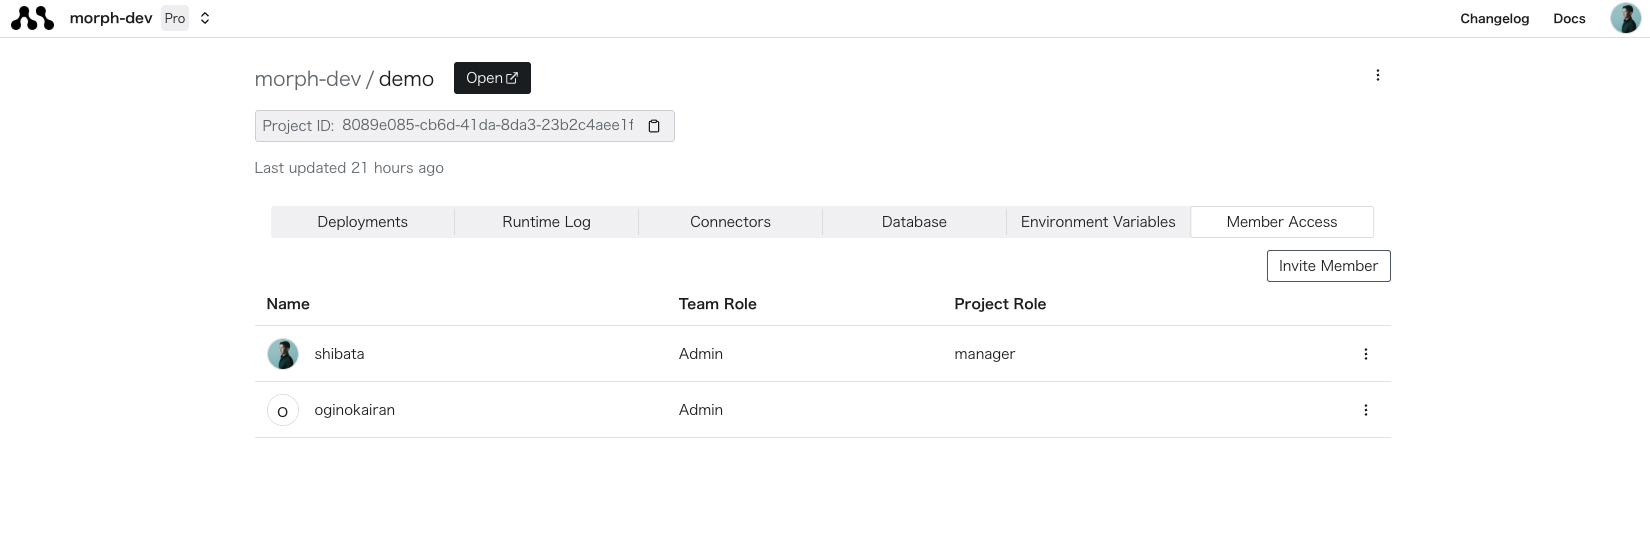 morph-dev Pro Changelog Docs
morph-dev / demo Open
Project ID: 8089e085-cb6d-41da-8da3-23b2c4aee1f
Last updated 21 hours ago
Deployments Runtime Log Connectors Database Environment Variables Member Access
Invite Member
Name Team Role Project Role
shibata Admin manager
o oginokairan Admin